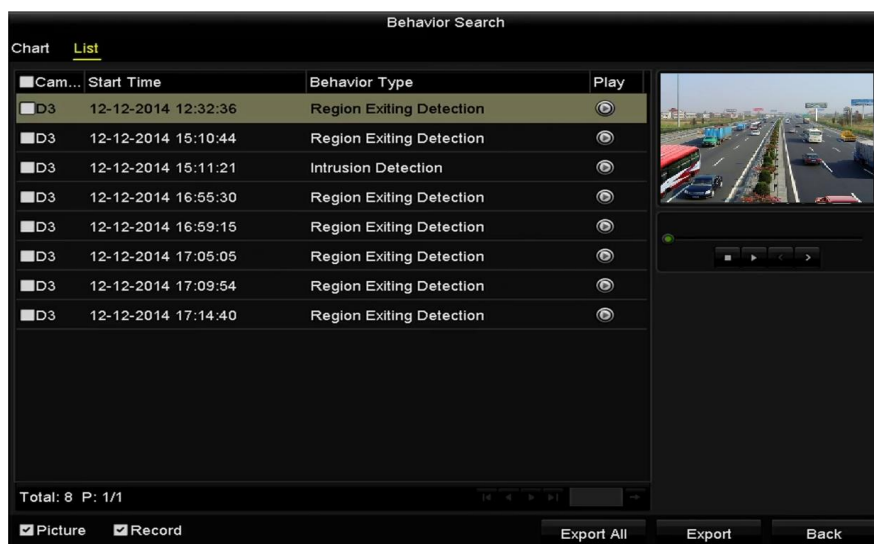 Behavior Search
Chart List
Cam... Start Time Behavior Type Play
D3 12-12-2014 12:32:36 Region Exiting Detection
D3 12-12-2014 15:10:44 Region Exiting Detection
D3 12-12-2014 15:11:21 Intrusion Detection
D3 12-12-2014 16:55:30 Region Exiting Detection
D3 12-12-2014 16:59:15 Region Exiting Detection
D3 12-12-2014 17:05:05 Region Exiting Detection
D3 12-12-2014 17:09:54 Region Exiting Detection
D3 12-12-2014 17:14:40 Region Exiting Detection
Total: 8 P: 1/1
Picture Record Export All Export Back